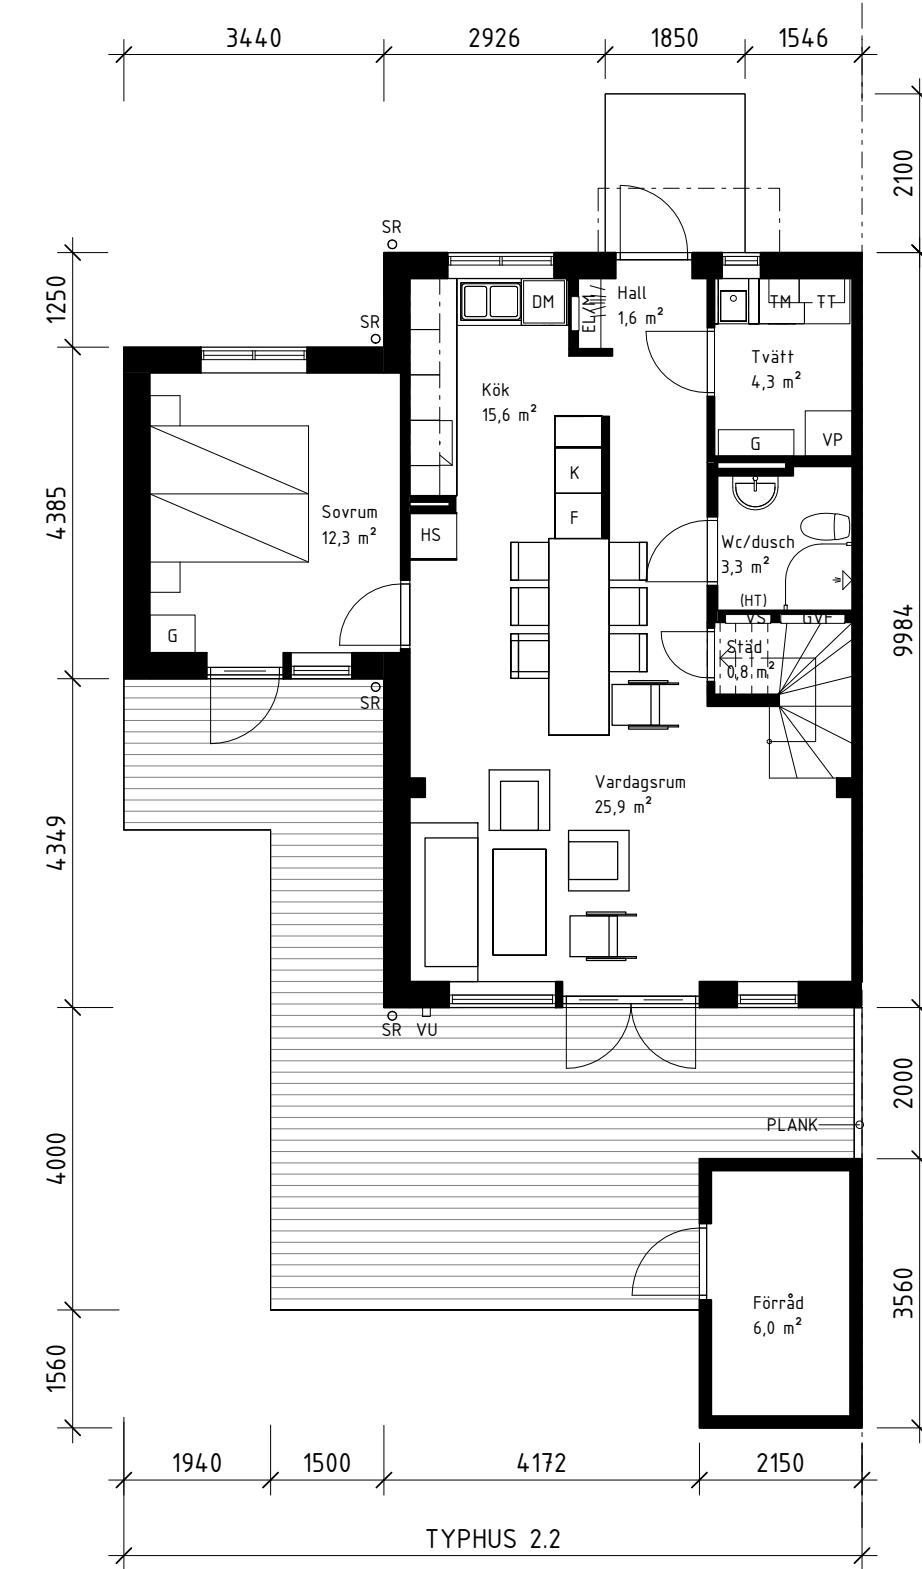 3440 2926 1850 1546
2100
SR
1250
SR
DM
EL/M
Hall
1,6 m²
TM TT
Tvätt
4,3 m²
Kök
15,6 m²
G VP
K
4385
Sovrum
12,3 m²
F
HS
Wc/dusch
3,3 m²
(HT)
VS GVF
9984
G
Städ
0,8 m²
SR
Vardagsrum
25,9 m²
4349
SR VU
2000
PLANK
4000
3560
Förråd
6,0 m²
1560
1940 1500 4172 2150
TYPHUS 2.2